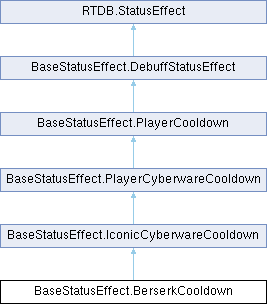 RTDB.StatusEffect
BaseStatusEffect.DebuffStatusEffect
BaseStatusEffect.PlayerCooldown
BaseStatusEffect.PlayerCyberwareCooldown
BaseStatusEffect.IconicCyberwareCooldown
BaseStatusEffect.BerserkCooldown